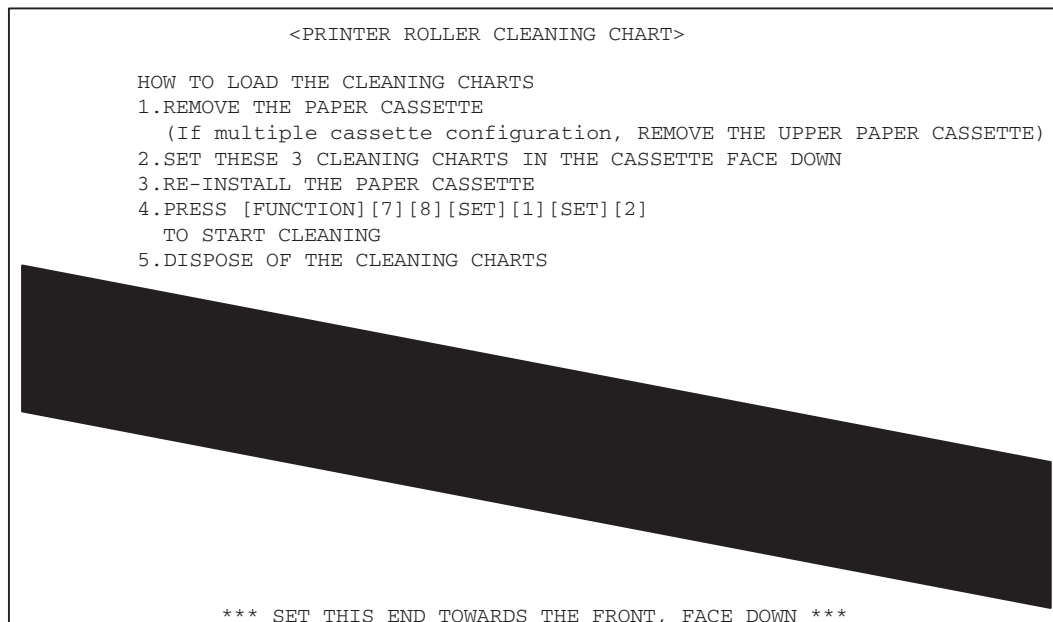 <PRINTER ROLLER CLEANING CHART>
HOW TO LOAD THE CLEANING CHARTS
1.REMOVE THE PAPER CASSETTE
(If multiple cassette configuration, REMOVE THE UPPER PAPER CASSETTE)
2.SET THESE 3 CLEANING CHARTS IN THE CASSETTE FACE DOWN
3.RE-INSTALL THE PAPER CASSETTE
4.PRESS [FUNCTION][7][8][SET][1][SET][2]
TO START CLEANING
5.DISPOSE OF THE CLEANING CHARTS
*** SET THIS END TOWARDS THE FRONT, FACE DOWN ***